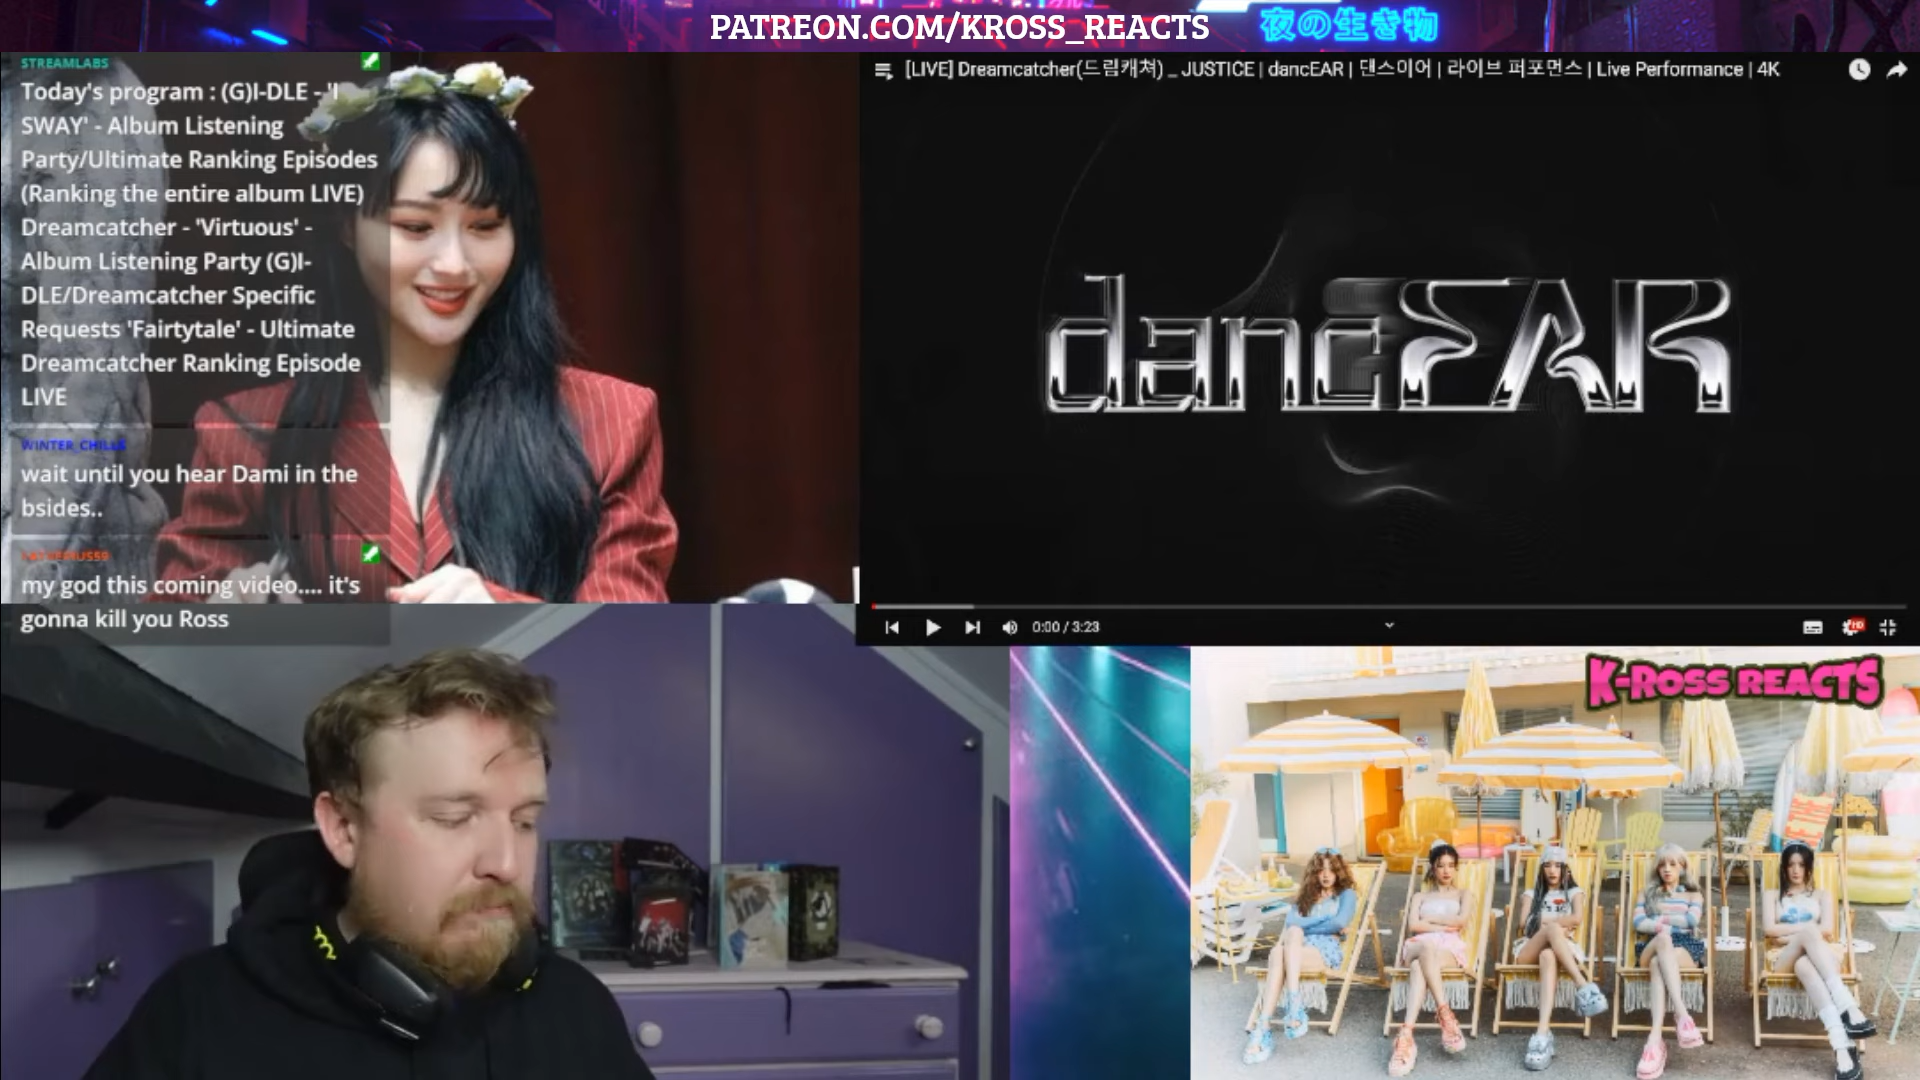 PATREON.COM/KROSS_REACTS
夜の生き物
STREAMLABS
Today's program : (G)I-DLE - 'I
SWAY' - Album Listening
Party/Ultimate Ranking Episodes
(Ranking the entire album LIVE)
Dreamcatcher - 'Virtuous' -
Album Listening Party (G)I-
DLE/Dreamcatcher Specific
Requests 'Fairtytale' - Ultimate
Dreamcatcher Ranking Episode
LIVE
WINTER_CHILLS
wait until you hear Dami in the
bsides..
my god this coming video.... it's
gonna kill you Ross
[LIVE] Dreamcatcher(드림캐쳐) _ JUSTICE | dancEAR | 댄스이어 | 라이브 퍼포먼스 | Live Performance | 4K
dancEAR
0:00 / 3:23
HD
K-ROSS REACTS